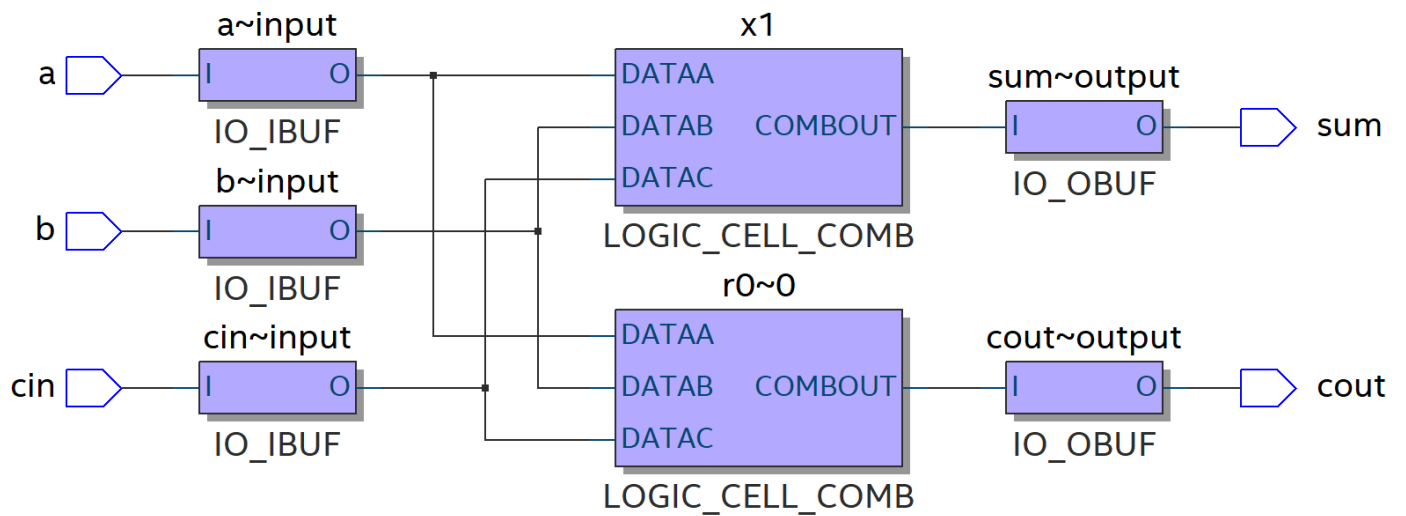 a~input
x1
a
I
O
DATAA
IO_IBUF
DATAB
COMBOUT
sum~output
I
O
sum
b~input
DATAC
IO_OBUF
b
I
O
LOGIC_CELL_COMB
IO_IBUF
r0~0
cin~input
DATAA
cout~output
cin
I
O
DATAB
COMBOUT
I
O
cout
IO_IBUF
DATAC
IO_OBUF
LOGIC_CELL_COMB